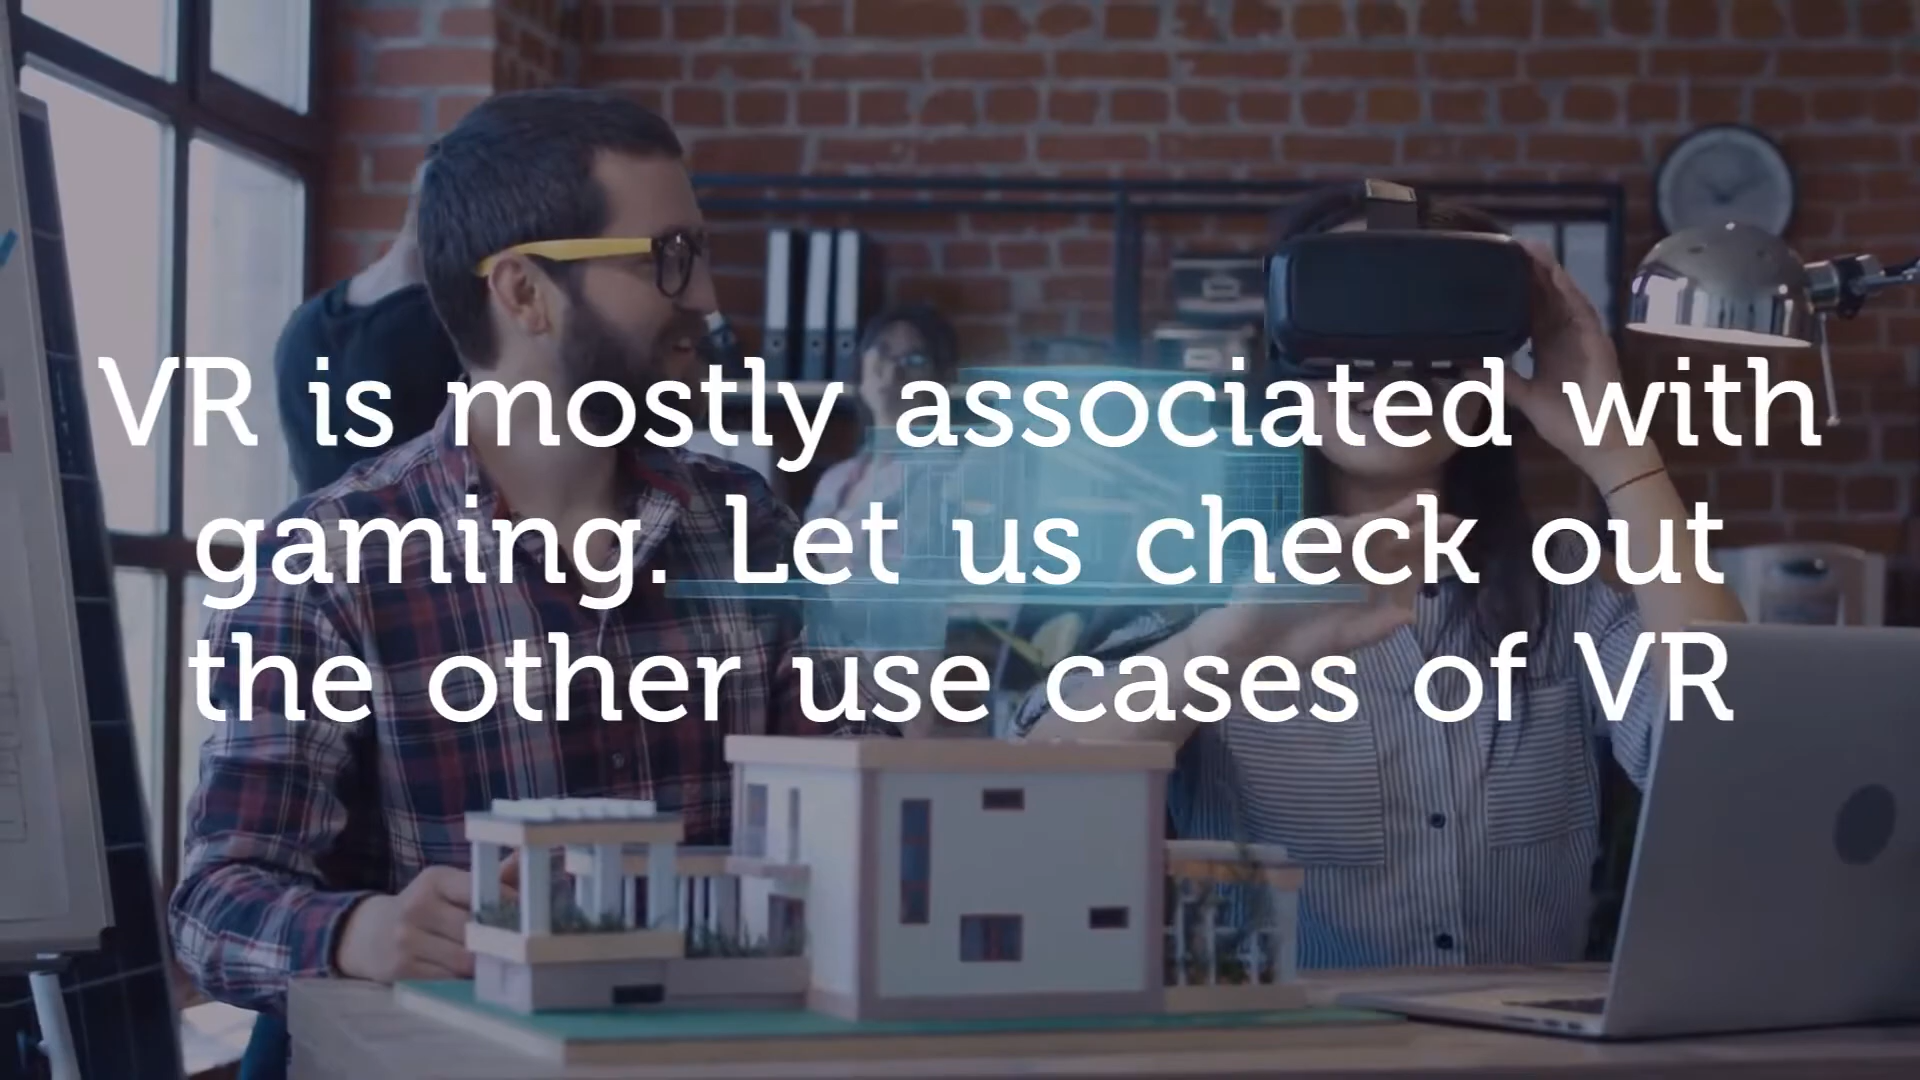 VR is mostly associated with
gaming. Let us check out
the other use cases of VR